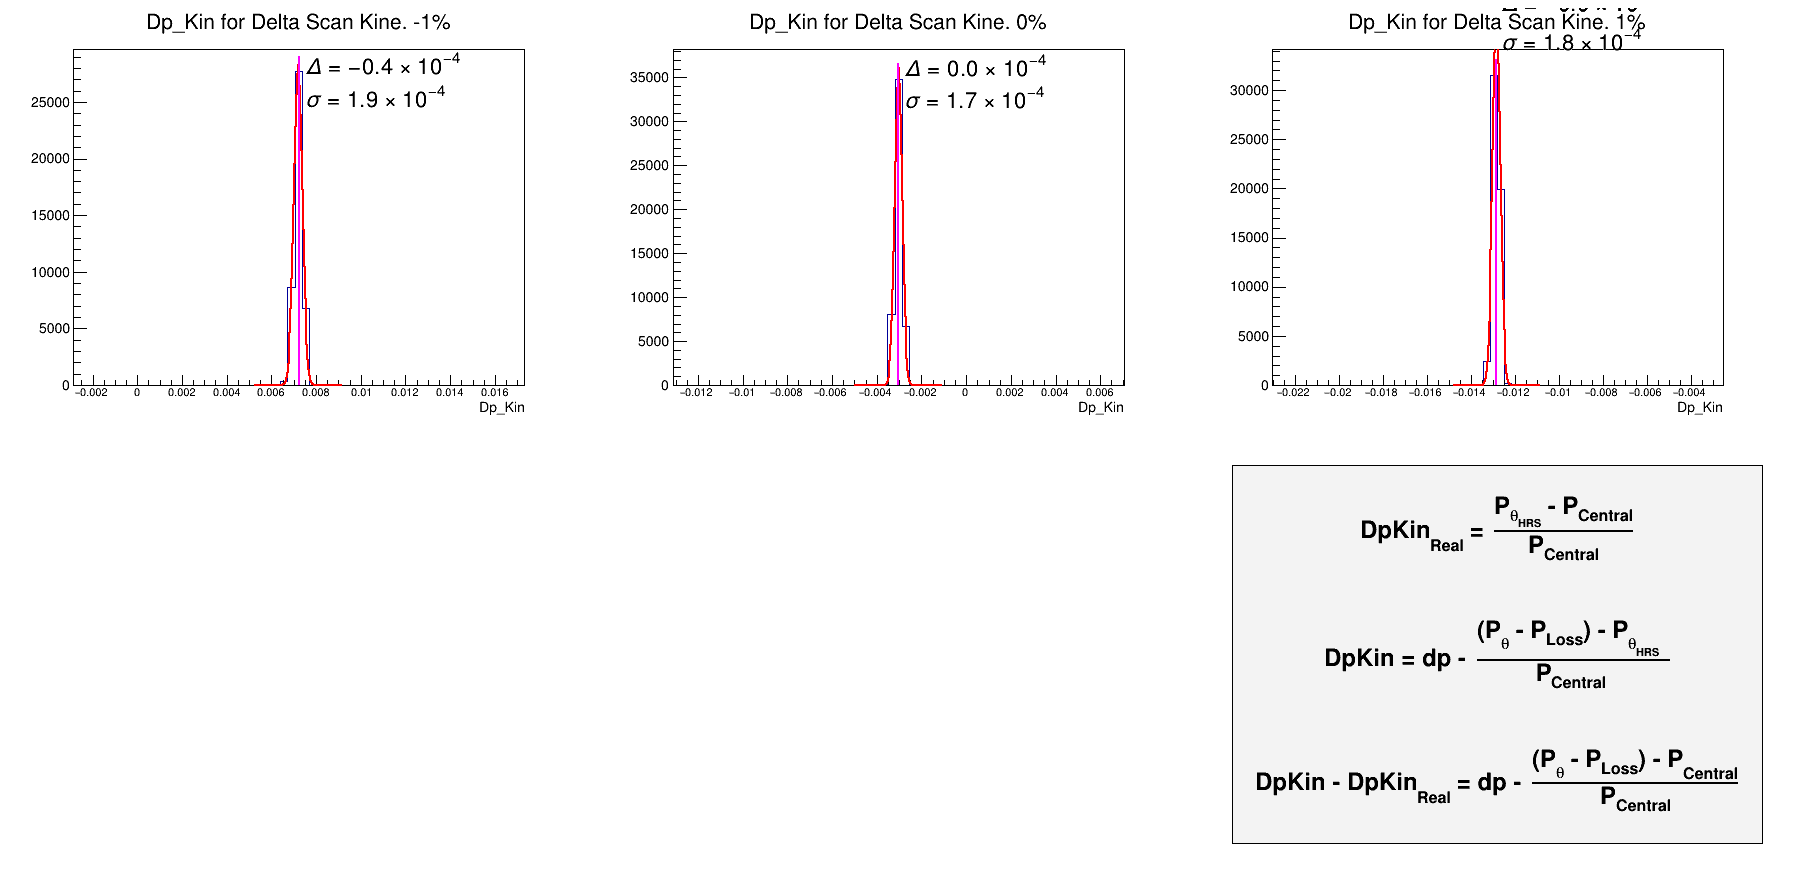 Dp_Kin for Delta Scan Kine. -1%
Δ = −0.4 × 10⁻⁴
σ = 1.9 × 10⁻⁴
25000
20000
15000
10000
5000
0
−0.002 0 0.002 0.004 0.006 0.008 0.01 0.012 0.014 0.016
Dp_Kin
Dp_Kin for Delta Scan Kine. 0%
Δ = 0.0 × 10⁻⁴
σ = 1.7 × 10⁻⁴
35000
30000
25000
20000
15000
10000
5000
0
−0.012 −0.01 −0.008 −0.006 −0.004 −0.002 0 0.002 0.004 0.006
Dp_Kin
Dp_Kin for Delta Scan Kine. 1%
σ = 1.8 × 10⁻⁴
30000
25000
20000
15000
10000
5000
0
−0.022 −0.02 −0.018 −0.016 −0.014 −0.012 −0.01 −0.008 −0.006 −0.004
Dp_Kin
DpKin_Real = (P_θ_HRS - P_Central) / P_Central
DpKin = dp - ((P_θ - P_Loss) - P_θ_HRS) / P_Central
DpKin - DpKin_Real = dp - ((P_θ - P_Loss) - P_Central) / P_Central